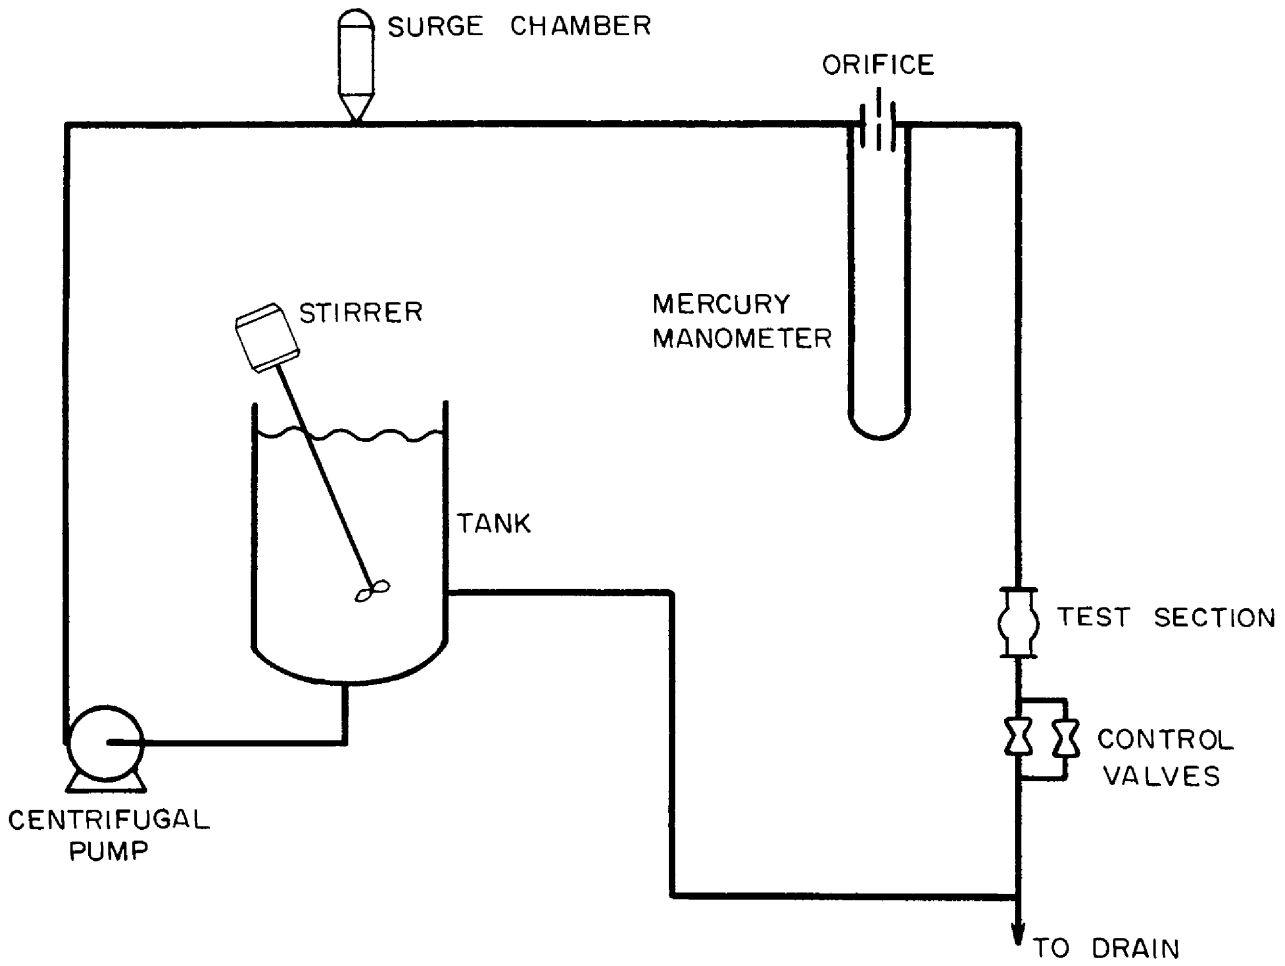 SURGE CHAMBER
ORIFICE
STIRRER
MERCURY
MANOMETER
TANK
TEST SECTION
CONTROL
VALVES
CENTRIFUGAL
PUMP
TO DRAIN